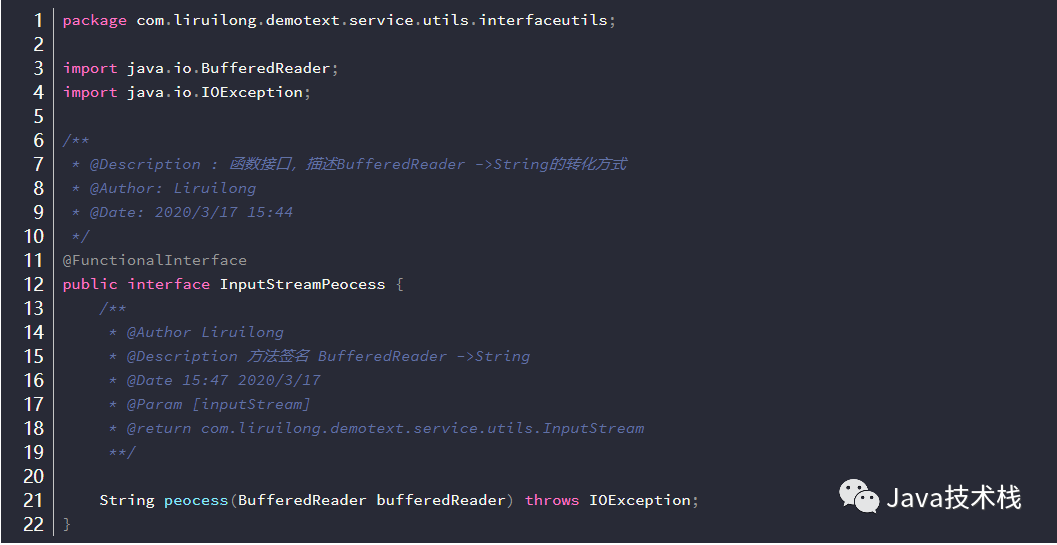 1 package com.liruilong.demotext.service.utils.interfaceutils;
2
3 import java.io.BufferedReader;
4 import java.io.IOException;
5
6 /**
7 * @Description : 函数接口，描述BufferedReader ->String的转化方式
8 * @Author: Liruilong
9 * @Date: 2020/3/17 15:44
10 */
11 @FunctionalInterface
12 public interface InputStreamPeocess {
13 /**
14 * @Author Liruilong
15 * @Description 方法签名 BufferedReader ->String
16 * @Date 15:47 2020/3/17
17 * @Param [inputStream]
18 * @return com.liruilong.demotext.service.utils.InputStream
19 **/
20
21 String peocess(BufferedReader bufferedReader) throws IOException;
22 }
Java技术栈